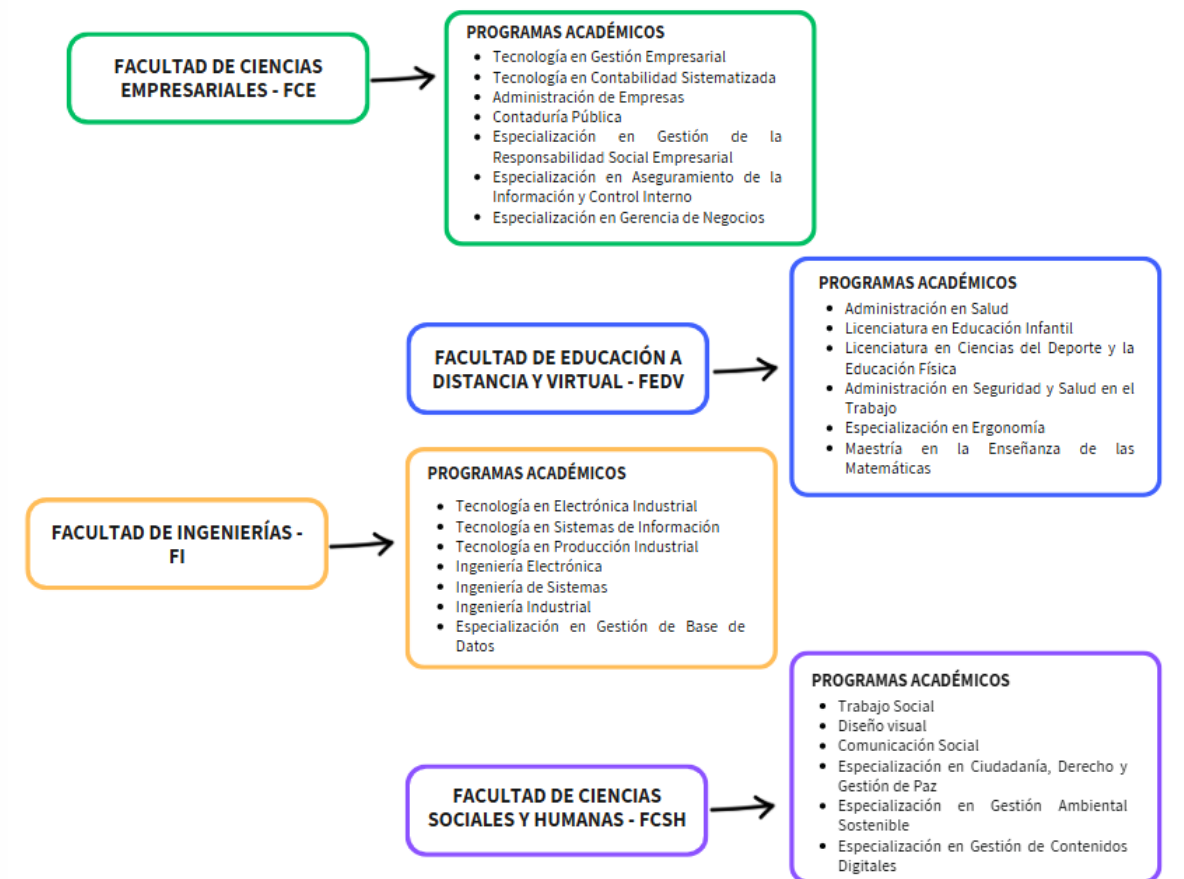 FACULTAD DE CIENCIAS
EMPRESARIALES - FCE
PROGRAMAS ACADÉMICOS
• Tecnología en Gestión Empresarial
• Tecnología en Contabilidad Sistematizada
• Administración de Empresas
• Contaduría Pública
• Especialización en Gestión de la
Responsabilidad Social Empresarial
• Especialización en Aseguramiento de la
Información y Control Interno
• Especialización en Gerencia de Negocios
FACULTAD DE EDUCACIÓN A
DISTANCIA Y VIRTUAL - FEDV
PROGRAMAS ACADÉMICOS
• Administración en Salud
• Licenciatura en Educación Infantil
• Licenciatura en Ciencias del Deporte y la
Educación Física
• Administración en Seguridad y Salud en el
Trabajo
• Especialización en Ergonomía
• Maestría en la Enseñanza de las
Matemáticas
FACULTAD DE INGENIERÍAS -
FI
PROGRAMAS ACADÉMICOS
• Tecnología en Electrónica Industrial
• Tecnología en Sistemas de Información
• Tecnología en Producción Industrial
• Ingeniería Electrónica
• Ingeniería de Sistemas
• Ingeniería Industrial
• Especialización en Gestión de Base de
Datos
FACULTAD DE CIENCIAS
SOCIALES Y HUMANAS - FCSH
PROGRAMAS ACADÉMICOS
• Trabajo Social
• Diseño visual
• Comunicación Social
• Especialización en Ciudadanía, Derecho y
Gestión de Paz
• Especialización en Gestión Ambiental
Sostenible
• Especialización en Gestión de Contenidos
Digitales